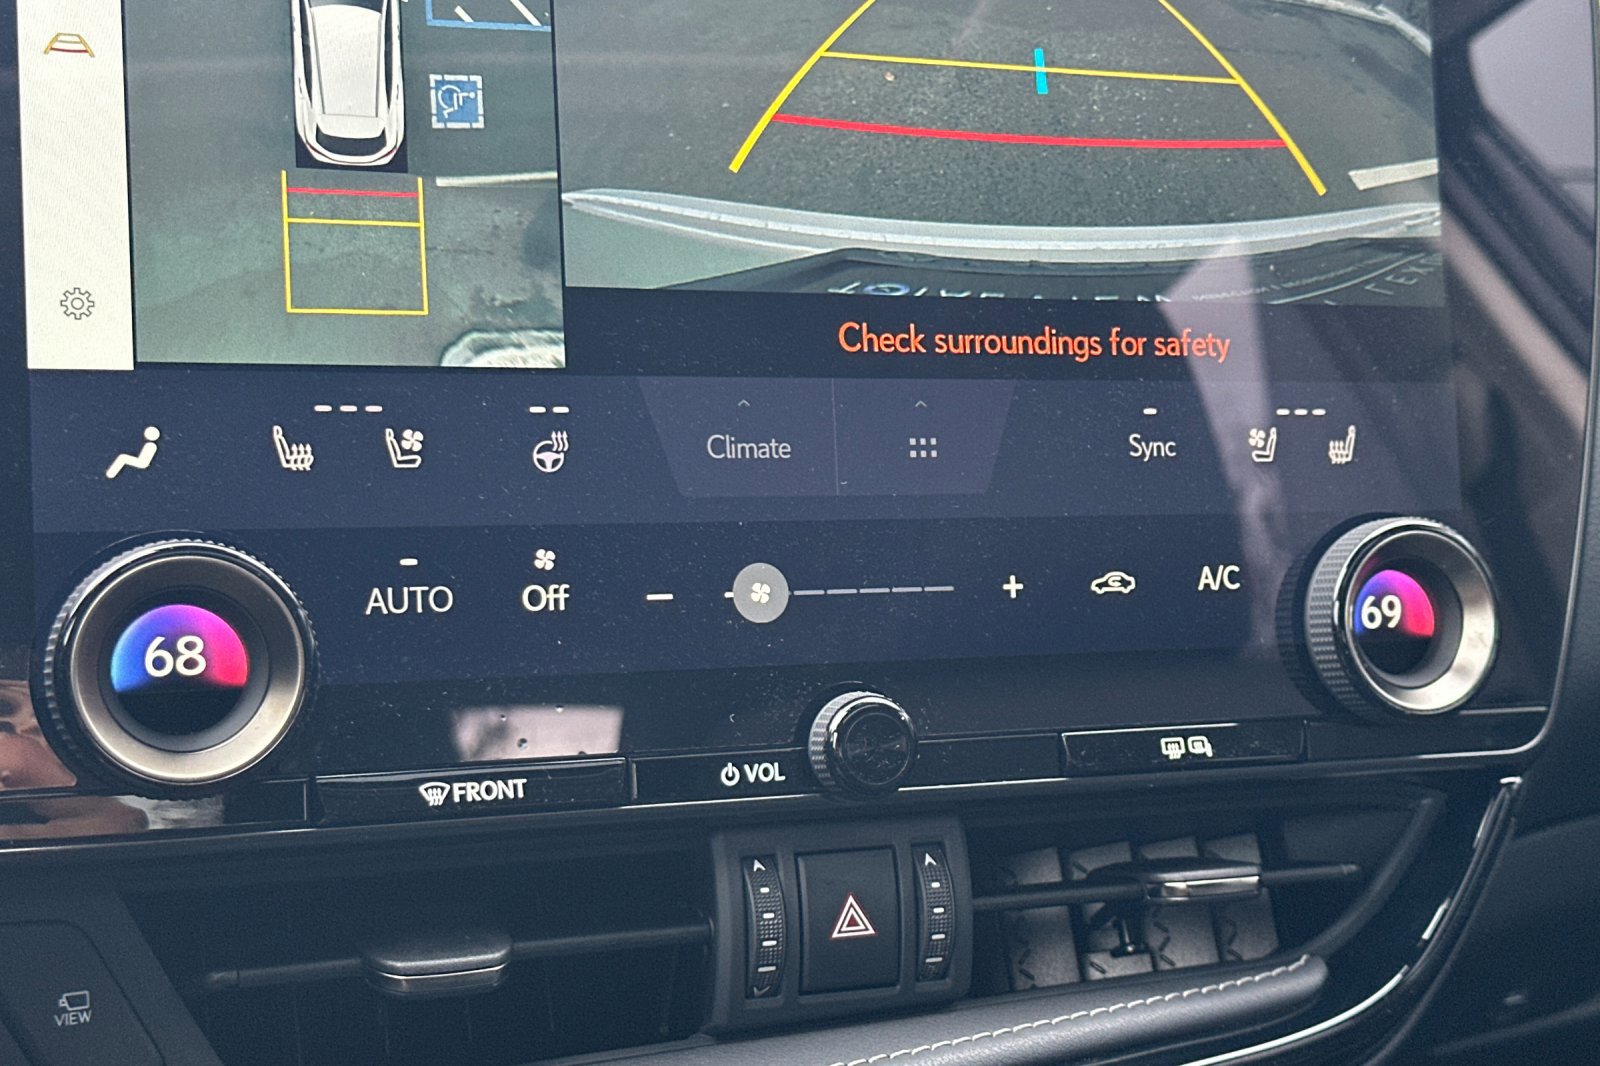 Check surroundings for safety
Climate
Sync
AUTO
Off
A/C
68
69
FRONT
VOL
VIEW